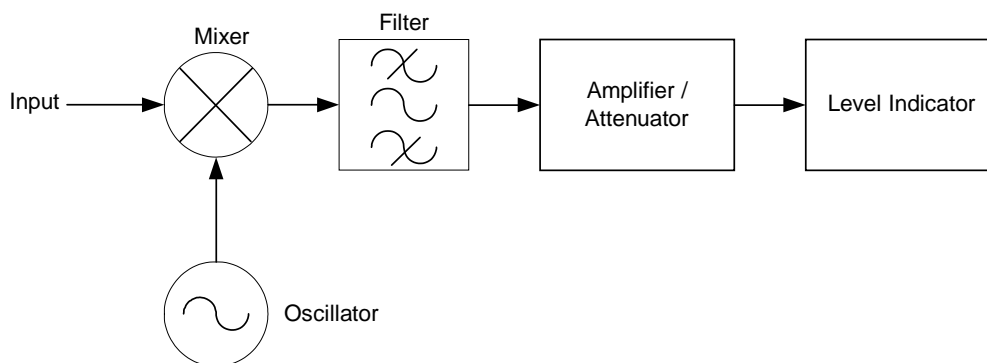 Filter
Mixer
Input
Amplifier /
Attenuator
Level Indicator
Oscillator